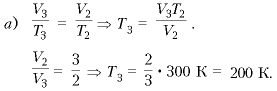 а) V₃/T₃ = V₂/T₂ ⇒ T₃ = V₃T₂/V₂ .
V₂/V₃ = 3/2 ⇒ T₃ = 2/3 · 300 К = 200 К.